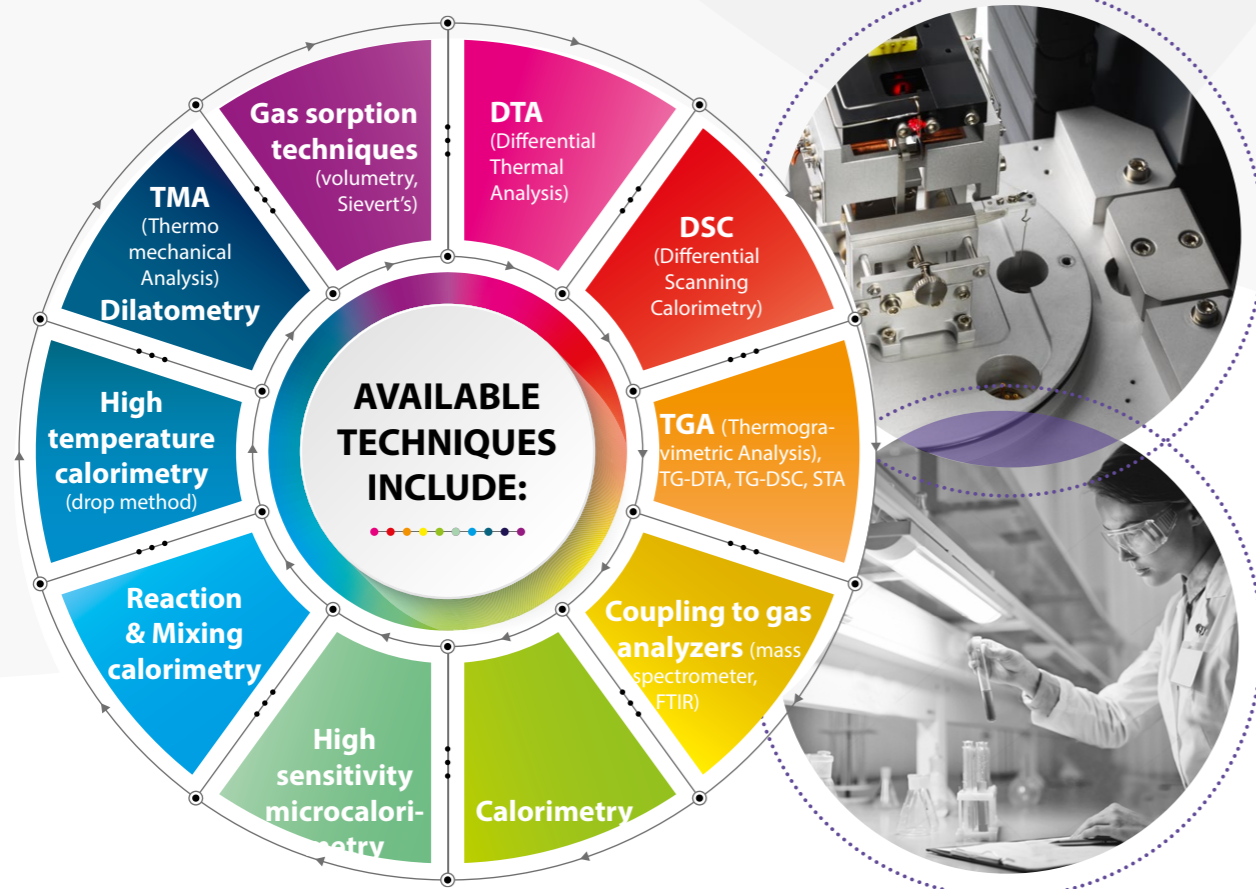 AVAILABLE
TECHNIQUES
INCLUDE:
DTA
(Differential
Thermal
Analysis)
DSC
(Differential
Scanning
Calorimetry)
TGA (Thermogra-
vimetric Analysis),
TG-DTA, TG-DSC, STA
Coupling to gas
analyzers (mass
spectrometer,
FTIR)
Calorimetry
High
sensitivity
microcalori-
metry
Reaction
& Mixing
calorimetry
High
temperature
calorimetry
(drop method)
TMA
(Thermo
mechanical
Analysis)
Dilatometry
Gas sorption
techniques
(volumetry,
Sievert’s)